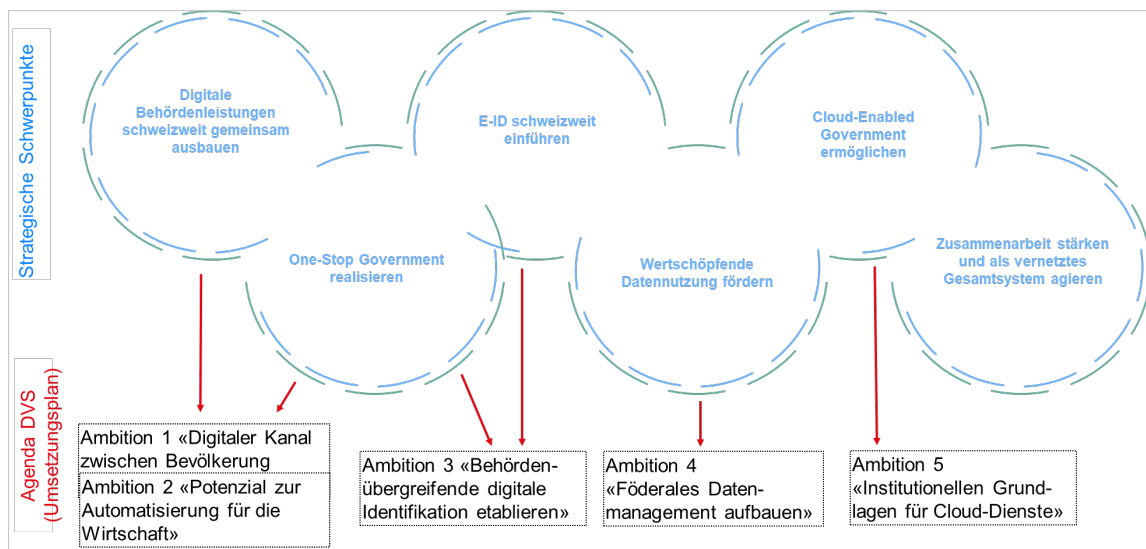 Strategische Schwerpunkte
Digitale
Behördenleistungen
schweizweit gemeinsam
ausbauen
One-Stop Government
realisieren
E-ID schweizweit
einführen
Wertschöpfende
Datennutzung fördern
Cloud-Enabled
Government
ermöglichen
Zusammenarbeit stärken
und als vernetztes
Gesamtsystem agieren
Agenda DVS
(Umsetzungsplan)
Ambition 1 «Digitaler Kanal
zwischen Bevölkerung
Ambition 2 «Potenzial zur
Automatisierung für die
Wirtschaft»
Ambition 3 «Behörden-
übergreifende digitale
Identifikation etablieren»
Ambition 4
«Föderales Daten-
management aufbauen»
Ambition 5
«Institutionellen Grund-
lagen für Cloud-Dienste»